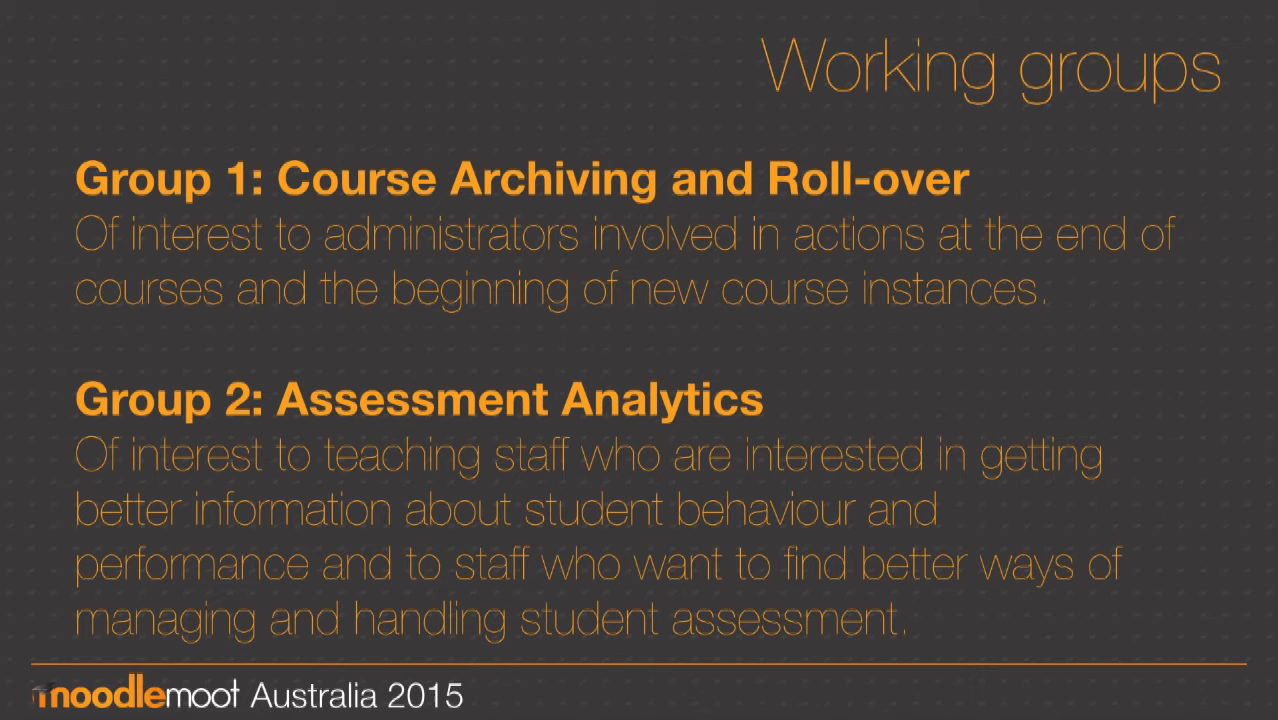 Working groups
Group 1: Course Archiving and Roll-over
Of interest to administrators involved in actions at the end of
courses and the beginning of new course instances.
Group 2: Assessment Analytics
Of interest to teaching staff who are interested in getting
better information about student behaviour and
performance and to staff who want to find better ways of
managing and handling student assessment.
moodlemoot Australia 2015